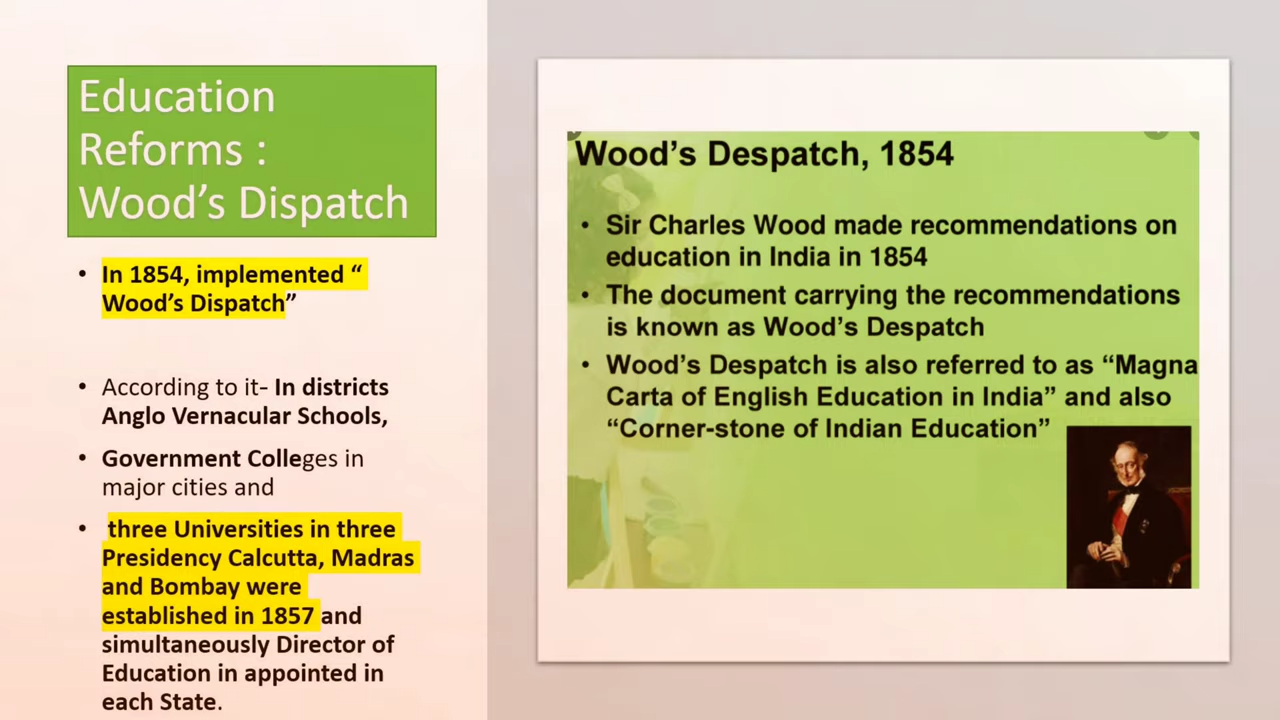 Education
Reforms :
Wood’s Dispatch
• In 1854, implemented “
Wood’s Dispatch”
• According to it- In districts
Anglo Vernacular Schools,
• Government Colleges in
major cities and
• three Universities in three
Presidency Calcutta, Madras
and Bombay were
established in 1857 and
simultaneously Director of
Education in appointed in
each State.
Wood’s Despatch, 1854
• Sir Charles Wood made recommendations on
education in India in 1854
• The document carrying the recommendations
is known as Wood’s Despatch
• Wood’s Despatch is also referred to as “Magna
Carta of English Education in India” and also
“Corner-stone of Indian Education”